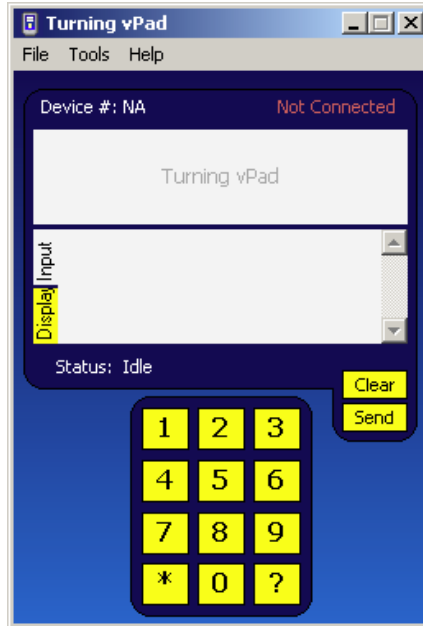 Turning vPad
File Tools Help
Device #: NA Not Connected
Turning vPad
Input
Display
Status: Idle
Clear
Send
1 2 3
4 5 6
7 8 9
* 0 ?